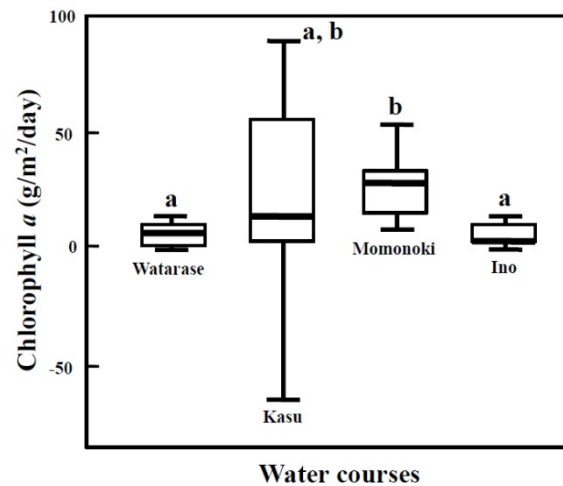 100
50
0
-50
Chlorophyll a (g/m²/day)
a
a, b
b
a
Watarase
Kasu
Momonoki
Ino
Water courses